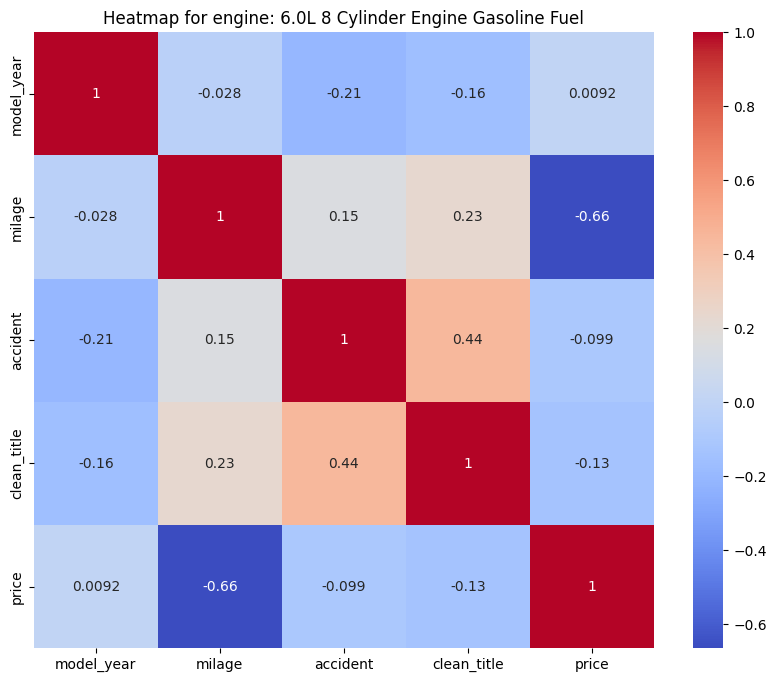 Heatmap for engine: 6.0L 8 Cylinder Engine Gasoline Fuel
model_year 1 -0.028 -0.21 -0.16 0.0092
milage -0.028 1 0.15 0.23 -0.66
accident -0.21 0.15 1 0.44 -0.099
clean_title -0.16 0.23 0.44 1 -0.13
price 0.0092 -0.66 -0.099 -0.13 1
model_year milage accident clean_title price
1.0
0.8
0.6
0.4
0.2
0.0
−0.2
−0.4
−0.6